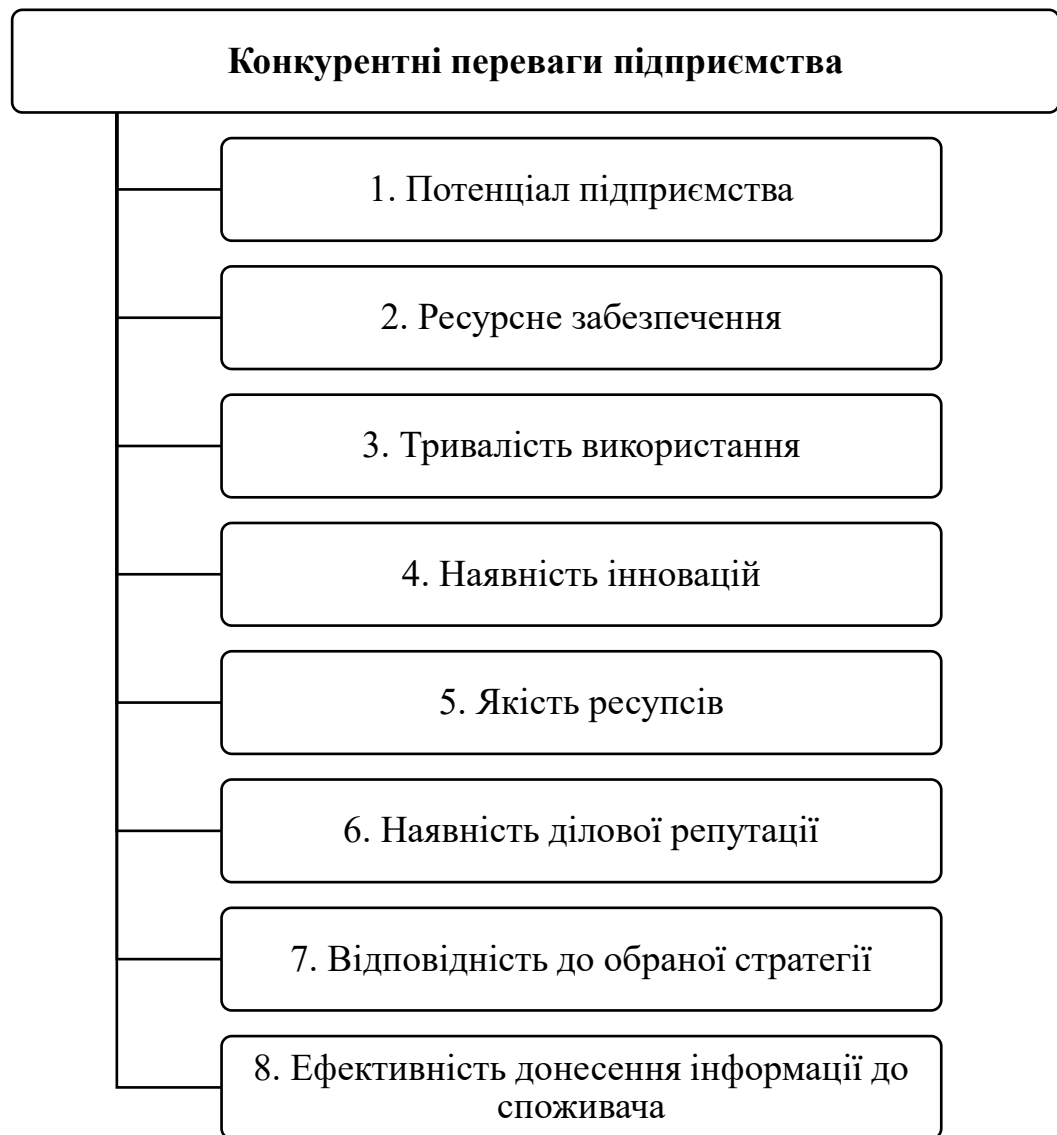 Конкурентні переваги підприємства
1. Потенціал підприємства
2. Ресурсне забезпечення
3. Тривалість використання
4. Наявність інновацій
5. Якість ресупсів
6. Наявність ділової репутації
7. Відповідність до обраної стратегії
8. Ефективність донесення інформації до
споживача